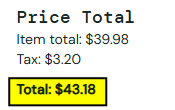 Price Total
Item total: $39.98
Tax: $3.20
Total: $43.18